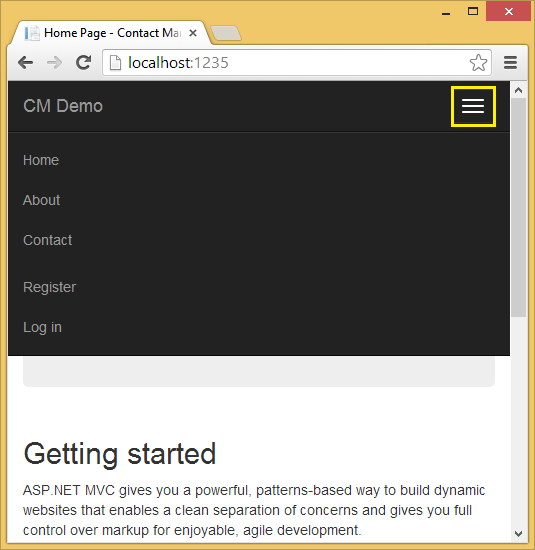 Home Page - Contact Ma
localhost:1235
CM Demo
Home
About
Contact
Register
Log in
Getting started
ASP.NET MVC gives you a powerful, patterns-based way to build dynamic
websites that enables a clean separation of concerns and gives you full
control over markup for enjoyable, agile development.